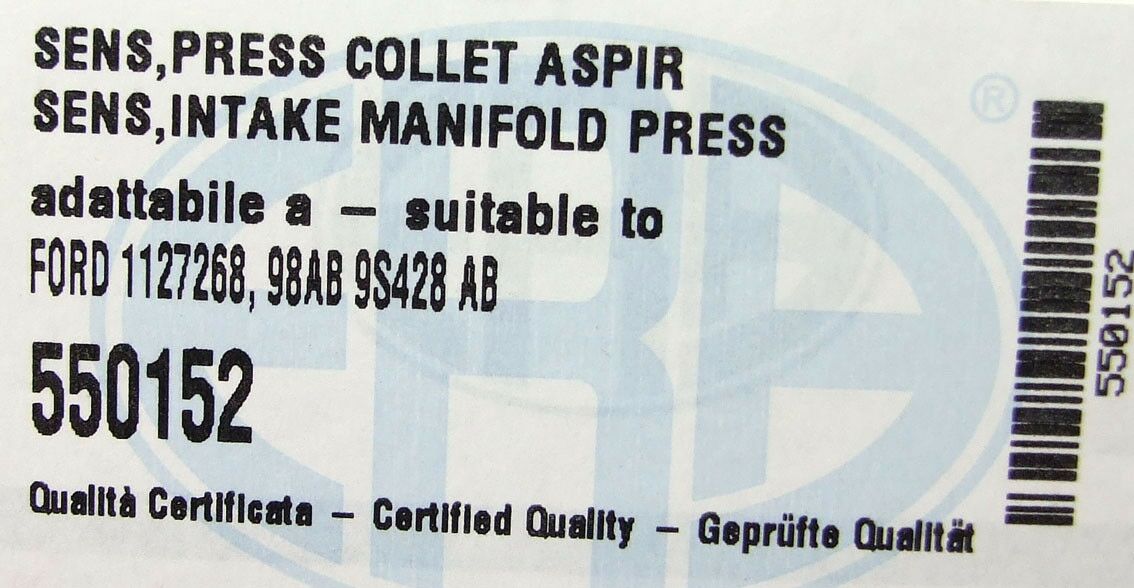 SENS,PRESS COLLET ASPIR
SENS,INTAKE MANIFOLD PRESS
adattabile a – suitable to
FORD 1127268, 98AB 9S428 AB
550152
Qualità Certificata – Certified Quality – Geprüfte Qualität
ERA
®
550152